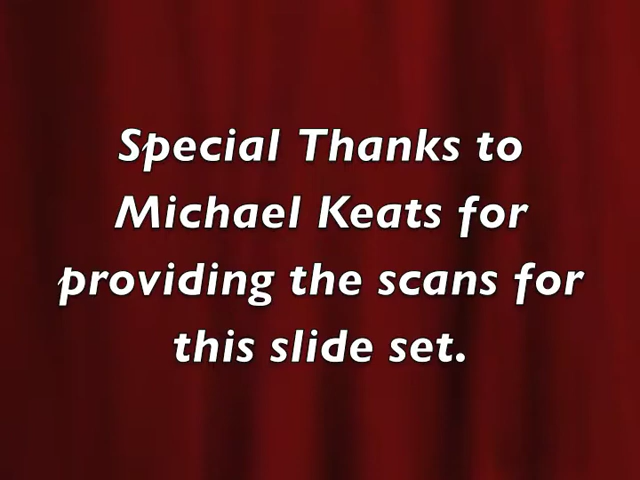 Special Thanks to
Michael Keats for
providing the scans for
this slide set.